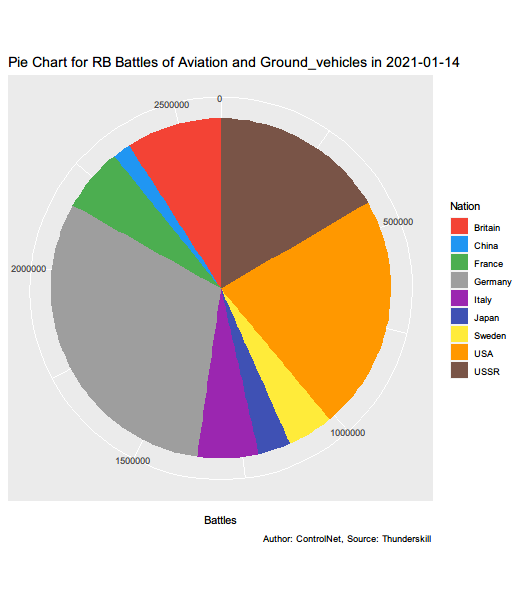 Pie Chart for RB Battles of Aviation and Ground_vehicles in 2021-01-14
0
2500000
500000
2000000
1000000
1500000
Nation
Britain
China
France
Germany
Italy
Japan
Sweden
USA
USSR
Battles
Author: ControlNet, Source: Thunderskill